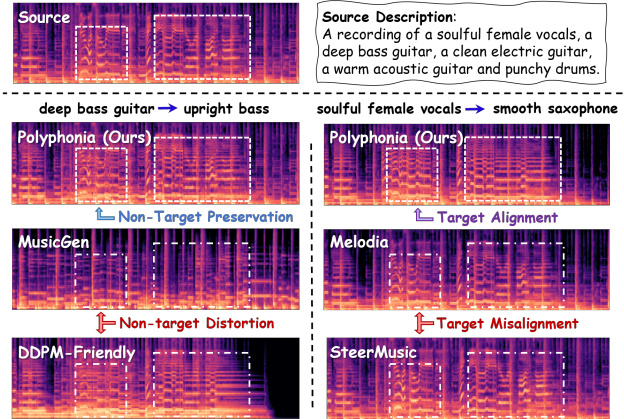 Source
Source Description:
A recording of a soulful female vocals, a
deep bass guitar, a clean electric guitar,
a warm acoustic guitar and punchy drums.
deep bass guitar → upright bass
Polyphonia (Ours)
Non-Target Preservation
MusicGen
Non-target Distortion
DDPM-Friendly
soulful female vocals → smooth saxophone
Polyphonia (Ours)
Target Alignment
Melodia
Target Misalignment
SteerMusic